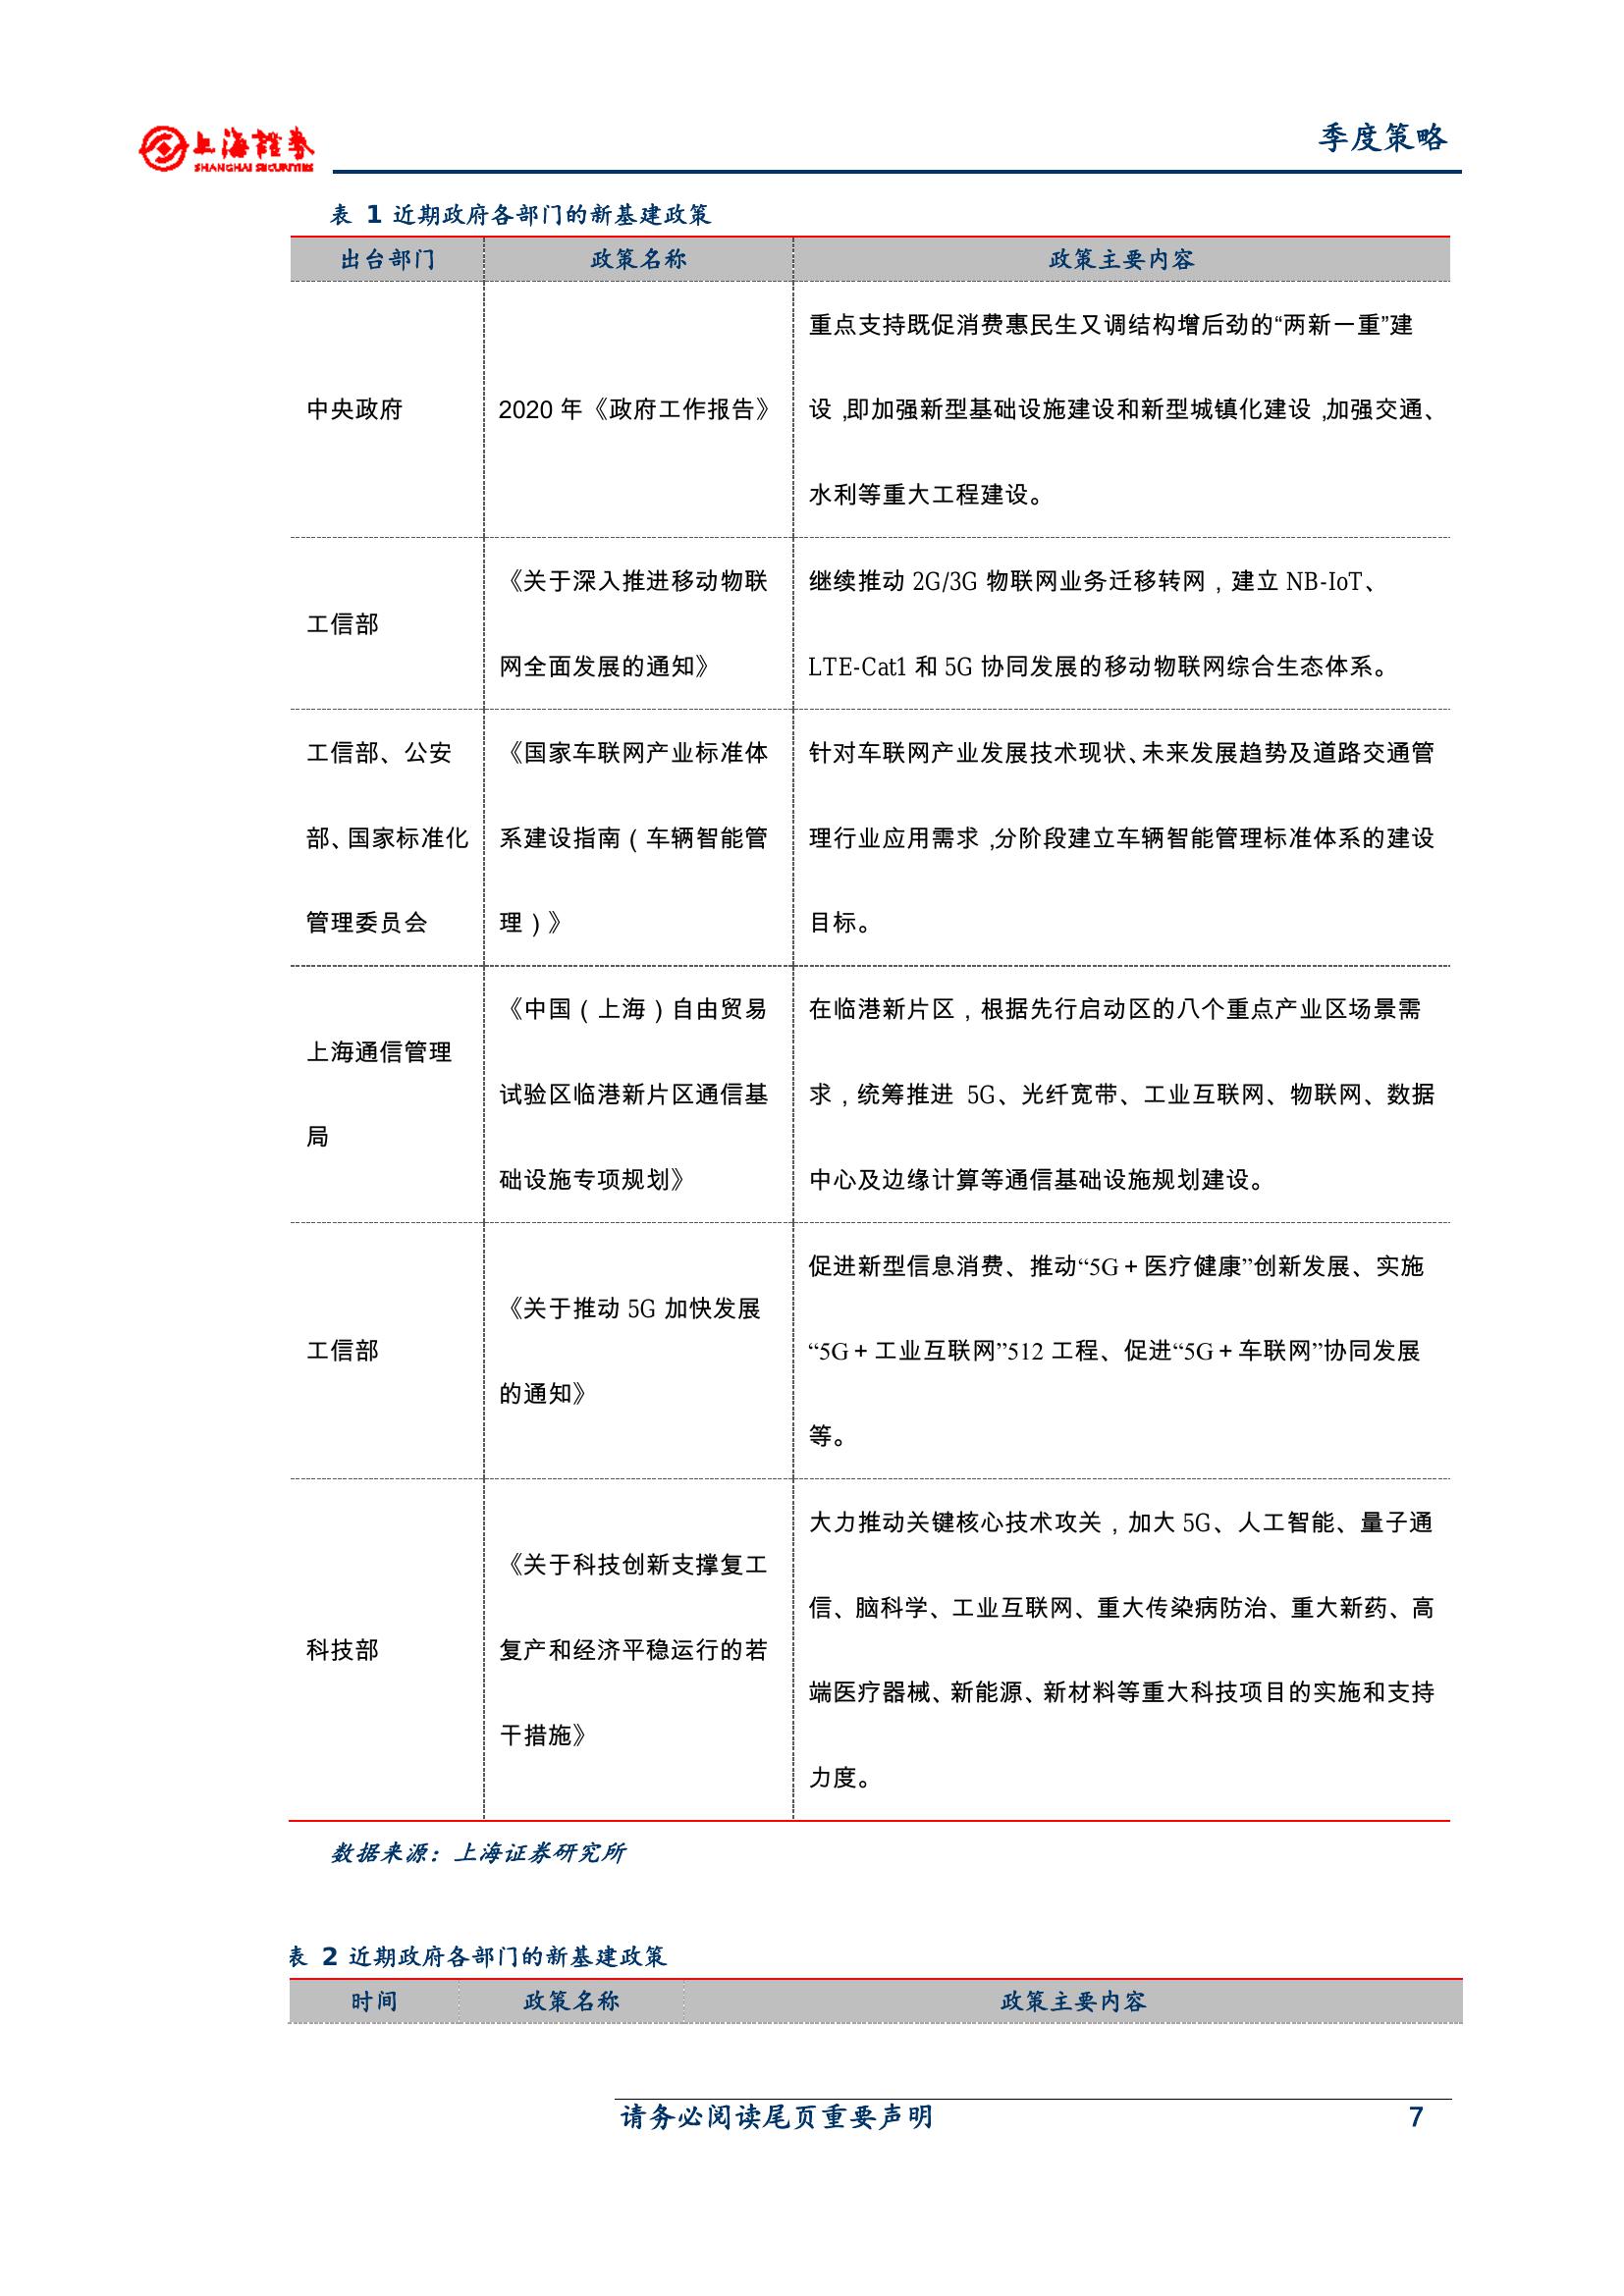 上海證券
SHANGHAI SECURITIES
季度策略
表 1 近期政府各部门的新基建政策
出台部门 政策名称 政策主要内容
中央政府
2020 年《政府工作报告》
重点支持既促消费惠民生又调结构增后劲的“两新一重”建
设，即加强新型基础设施建设和新型城镇化建设，加强交通、
水利等重大工程建设。
工信部
《关于深入推进移动物联
网全面发展的通知》
继续推动 2G/3G 物联网业务迁移转网，建立 NB-IoT、
LTE-Cat1 和 5G 协同发展的移动物联网综合生态体系。
工信部、公安
部、国家标准化
管理委员会
《国家车联网产业标准体
系建设指南（车辆智能管
理）》
针对车联网产业发展技术现状、未来发展趋势及道路交通管
理行业应用需求，分阶段建立车辆智能管理标准体系的建设
目标。
上海通信管理
局
《中国（上海）自由贸易
试验区临港新片区通信基
础设施专项规划》
在临港新片区，根据先行启动区的八个重点产业区场景需
求，统筹推进 5G、光纤宽带、工业互联网、物联网、数据
中心及边缘计算等通信基础设施规划建设。
工信部
《关于推动 5G 加快发展
的通知》
促进新型信息消费、推动“5G＋医疗健康”创新发展、实施
“5G＋工业互联网”512 工程、促进“5G＋车联网”协同发展
等。
科技部
《关于科技创新支撑复工
复产和经济平稳运行的若
干措施》
大力推动关键核心技术攻关，加大 5G、人工智能、量子通
信、脑科学、工业互联网、重大传染病防治、重大新药、高
端医疗器械、新能源、新材料等重大科技项目的实施和支持
力度。
数据来源：上海证券研究所
表 2 近期政府各部门的新基建政策
时间 政策名称 政策主要内容
请务必阅读尾页重要声明 7